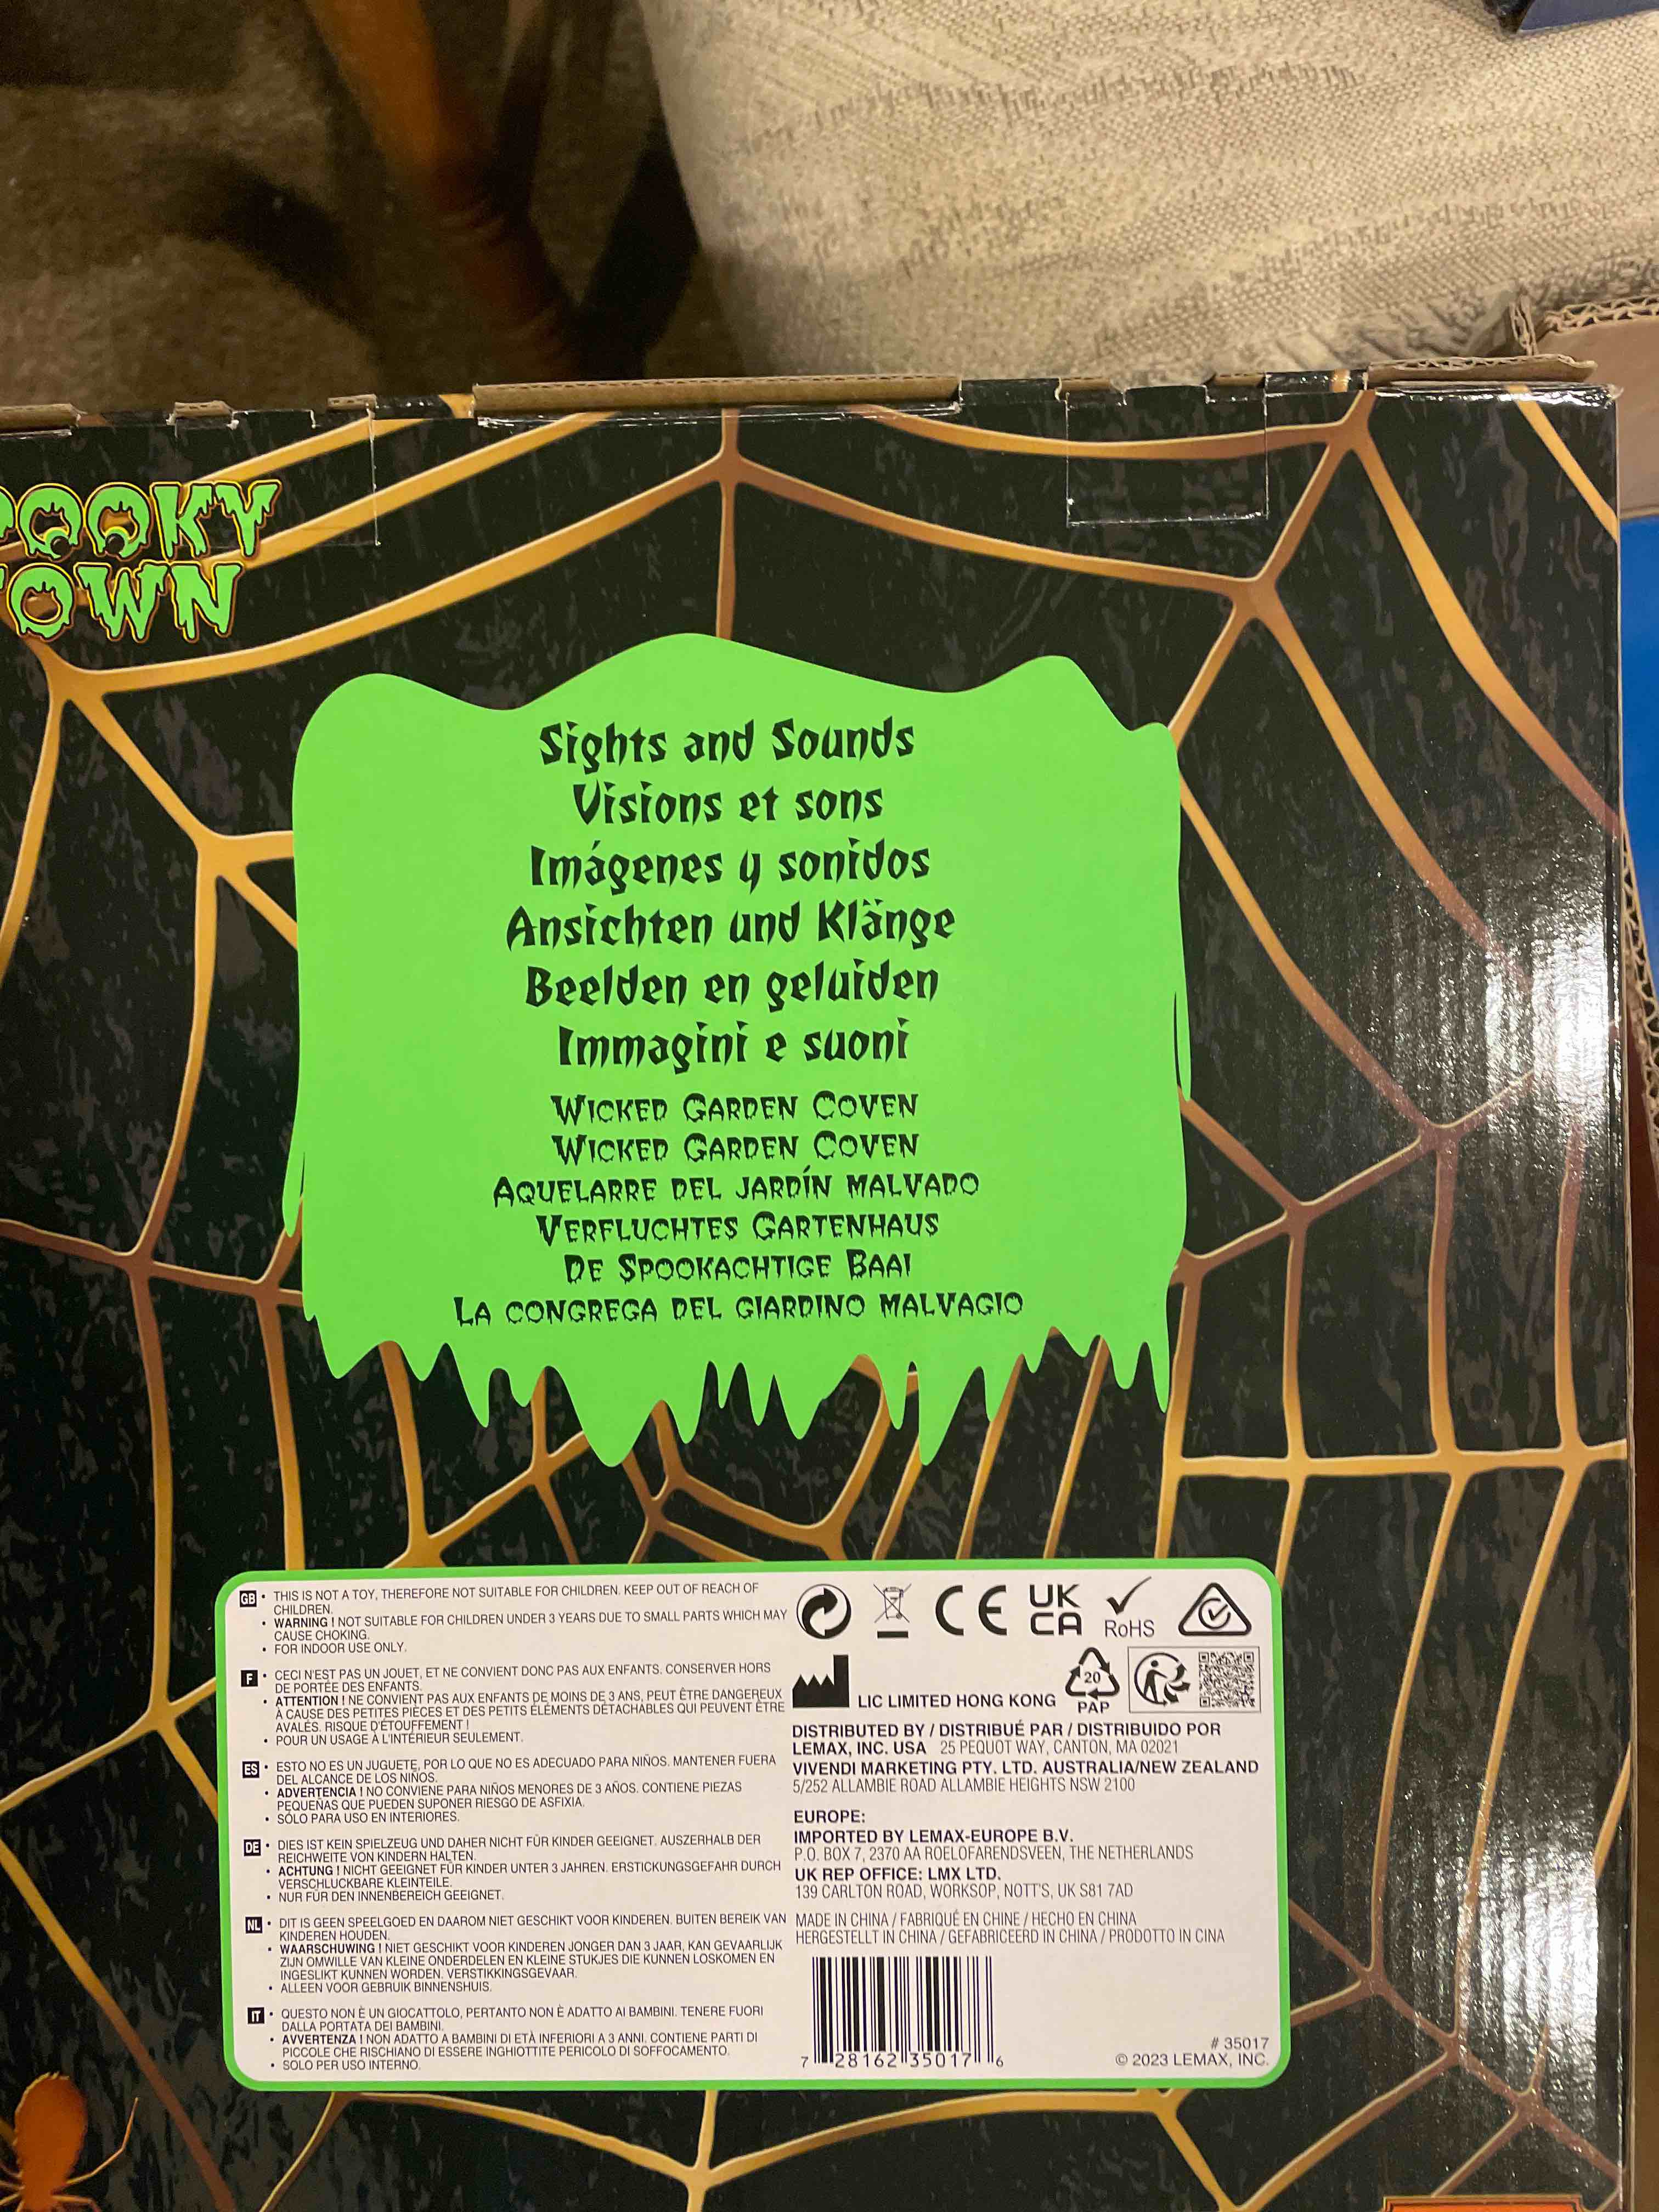 POOKY
TOWN
Sights and Sounds
Visions et sons
Imágenes y sonidos
Ansichten und Klänge
Beelden en geluiden
Immagini e suoni
WICKED GARDEN COVEN
WICKED GARDEN COVEN
AQUELARRE DEL JARDÍN MALVADO
VERFLUCHTES GARTENHAUS
DE SPOOKACHTIGE BAAI
LA CONGREGA DEL GIARDINO MALVAGIO
GB • THIS IS NOT A TOY, THEREFORE NOT SUITABLE FOR CHILDREN. KEEP OUT OF REACH OF
CHILDREN.
• WARNING ! NOT SUITABLE FOR CHILDREN UNDER 3 YEARS DUE TO SMALL PARTS WHICH MAY
CAUSE CHOKING.
• FOR INDOOR USE ONLY.
F • CECI N'EST PAS UN JOUET, ET NE CONVIENT DONC PAS AUX ENFANTS. CONSERVER HORS
DE PORTÉE DES ENFANTS.
• ATTENTION ! NE CONVIENT PAS AUX ENFANTS DE MOINS DE 3 ANS, PEUT ÊTRE DANGEREUX
À CAUSE DES PETITES PIÈCES ET DES PETITS ÉLÉMENTS DÉTACHABLES QUI PEUVENT ÊTRE
AVALÉS. RISQUE D'ÉTOUFFEMENT !
• POUR UN USAGE À L'INTÉRIEUR SEULEMENT.
ES • ESTO NO ES UN JUGUETE, POR LO QUE NO ES ADECUADO PARA NIÑOS. MANTENER FUERA
DEL ALCANCE DE LOS NIÑOS.
• ADVERTENCIA ! NO CONVIENE PARA NIÑOS MENORES DE 3 AÑOS. CONTIENE PIEZAS
PEQUEÑAS QUE PUEDEN SUPONER RIESGO DE ASFIXIA.
• SÓLO PARA USO EN INTERIORES.
DE • DIES IST KEIN SPIELZEUG UND DAHER NICHT FÜR KINDER GEEIGNET. AUSZERHALB DER
REICHWEITE VON KINDERN HALTEN.
• ACHTUNG ! NICHT GEEIGNET FÜR KINDER UNTER 3 JAHREN. ERSTICKUNGSGEFAHR DURCH
VERSCHLUCKBARE KLEINTEILE.
• NUR FÜR DEN INNENBEREICH GEEIGNET.
NL • DIT IS GEEN SPEELGOED EN DAAROM NIET GESCHIKT VOOR KINDEREN. BUITEN BEREIK VAN
KINDEREN HOUDEN.
• WAARSCHUWING ! NIET GESCHIKT VOOR KINDEREN JONGER DAN 3 JAAR, KAN GEVAARLIJK
ZIJN OMWILLE VAN KLEINE ONDERDELEN EN KLEINE STUKJES DIE KUNNEN LOSKOMEN EN
INGESLIKT KUNNEN WORDEN. VERSTIKKINGSGEVAAR.
• ALLEEN VOOR GEBRUIK BINNENSHUIS.
IT • QUESTO NON È UN GIOCATTOLO, PERTANTO NON È ADATTO AI BAMBINI. TENERE FUORI
DALLA PORTATA DEI BAMBINI.
• AVVERTENZA ! NON ADATTO A BAMBINI DI ETÀ INFERIORI A 3 ANNI. CONTIENE PARTI DI
PICCOLE CHE RISCHIANO DI ESSERE INGHIOTTITE PERICOLO DI SOFFOCAMENTO.
• SOLO PER USO INTERNO.
CE UK
CA RoHS
LIC LIMITED HONG KONG
20
PAP
DISTRIBUTED BY / DISTRIBUÉ PAR / DISTRIBUIDO POR
LEMAX, INC. USA 25 PEQUOT WAY, CANTON, MA 02021
VIVENDI MARKETING PTY. LTD. AUSTRALIA/NEW ZEALAND
5/252 ALLAMBIE ROAD ALLAMBIE HEIGHTS NSW 2100
EUROPE:
IMPORTED BY LEMAX-EUROPE B.V.
P.O. BOX 7, 2370 AA ROELOFARENDSVEEN, THE NETHERLANDS
UK REP OFFICE: LMX LTD.
139 CARLTON ROAD, WORKSOP, NOTT'S, UK S81 7AD
MADE IN CHINA / FABRIQUÉ EN CHINE / HECHO EN CHINA
HERGESTELLT IN CHINA / GEFABRICEERD IN CHINA / PRODOTTO IN CINA
7 28162 35017 6
# 35017
© 2023 LEMAX, INC.